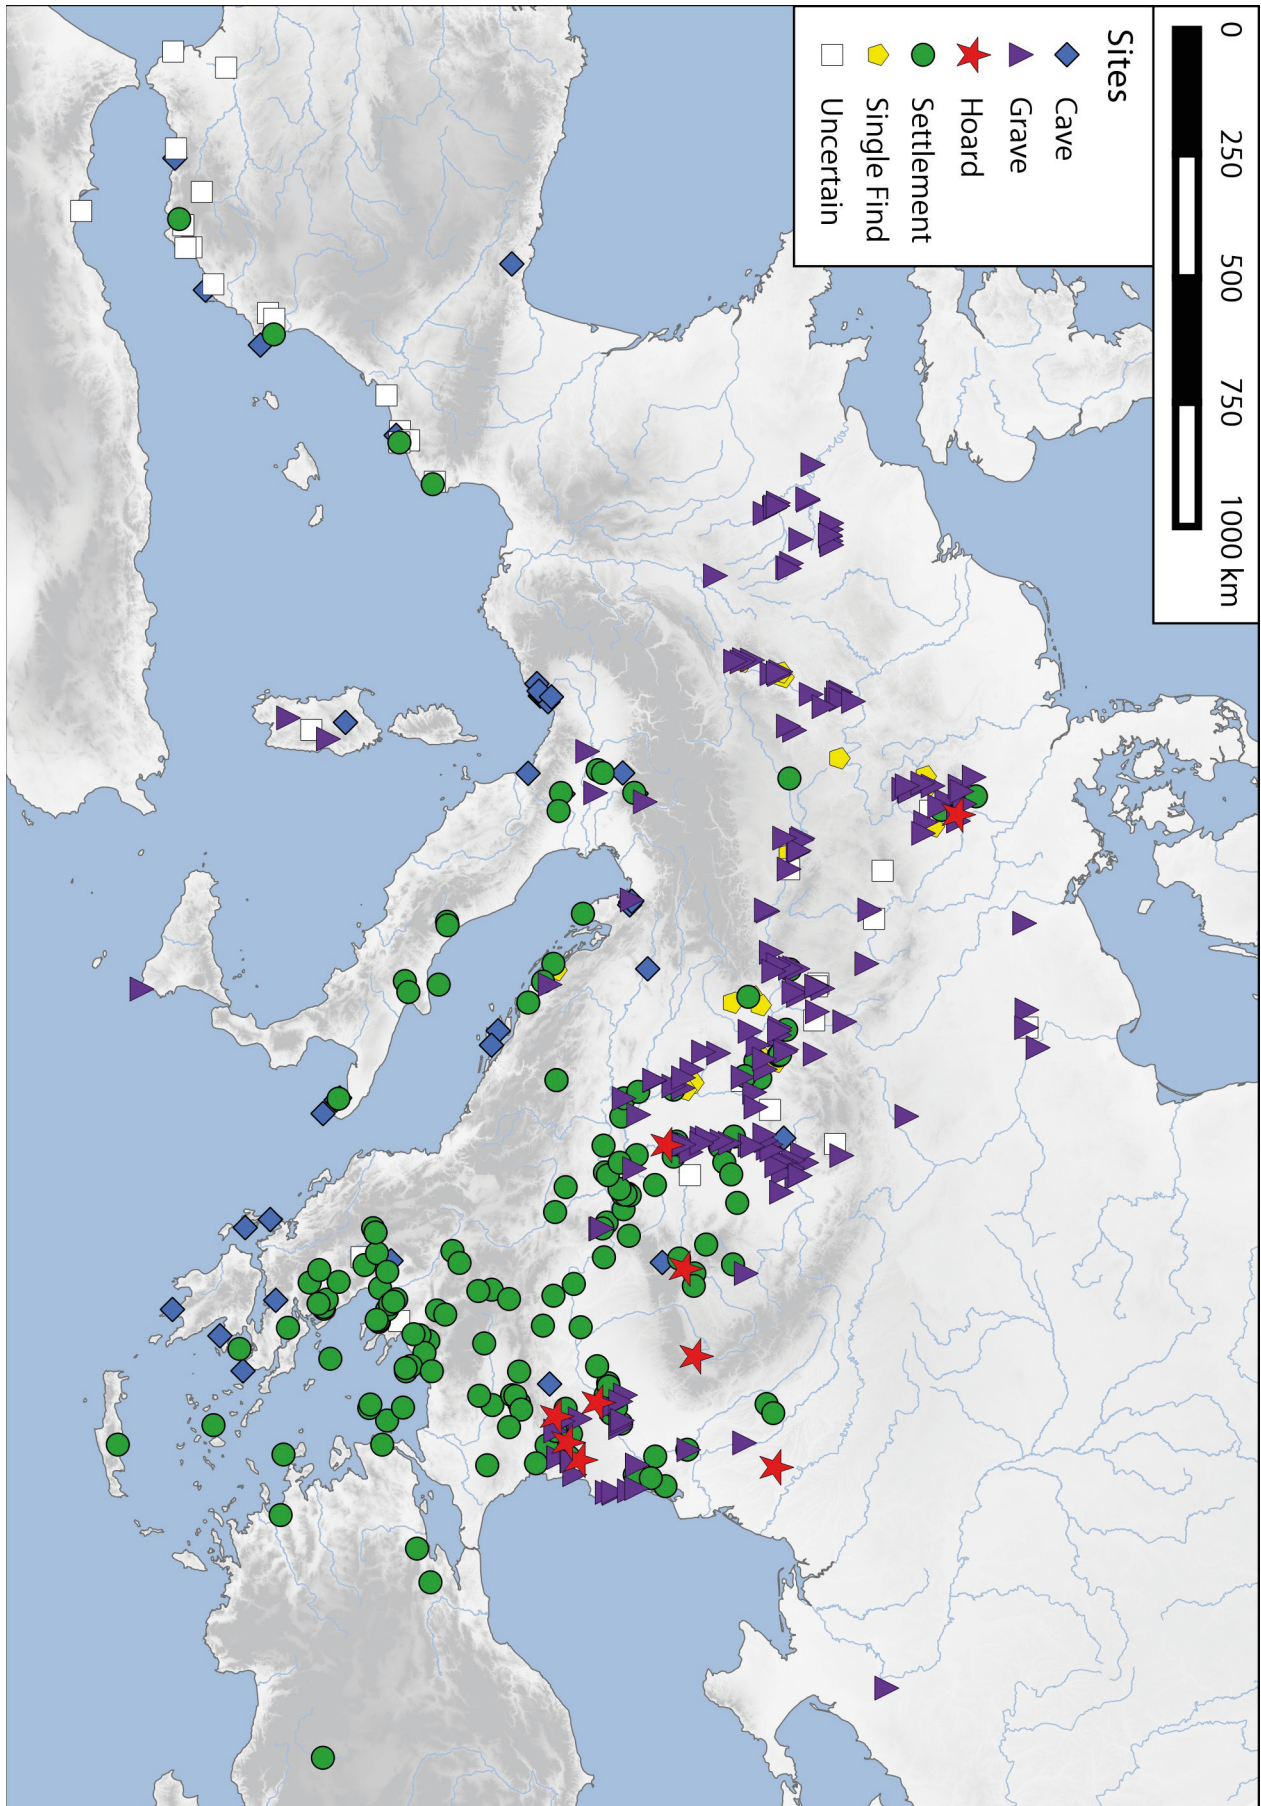 0 250 500 750 1000 km
Sites
Cave
Grave
Hoard
Settlement
Single Find
Uncertain